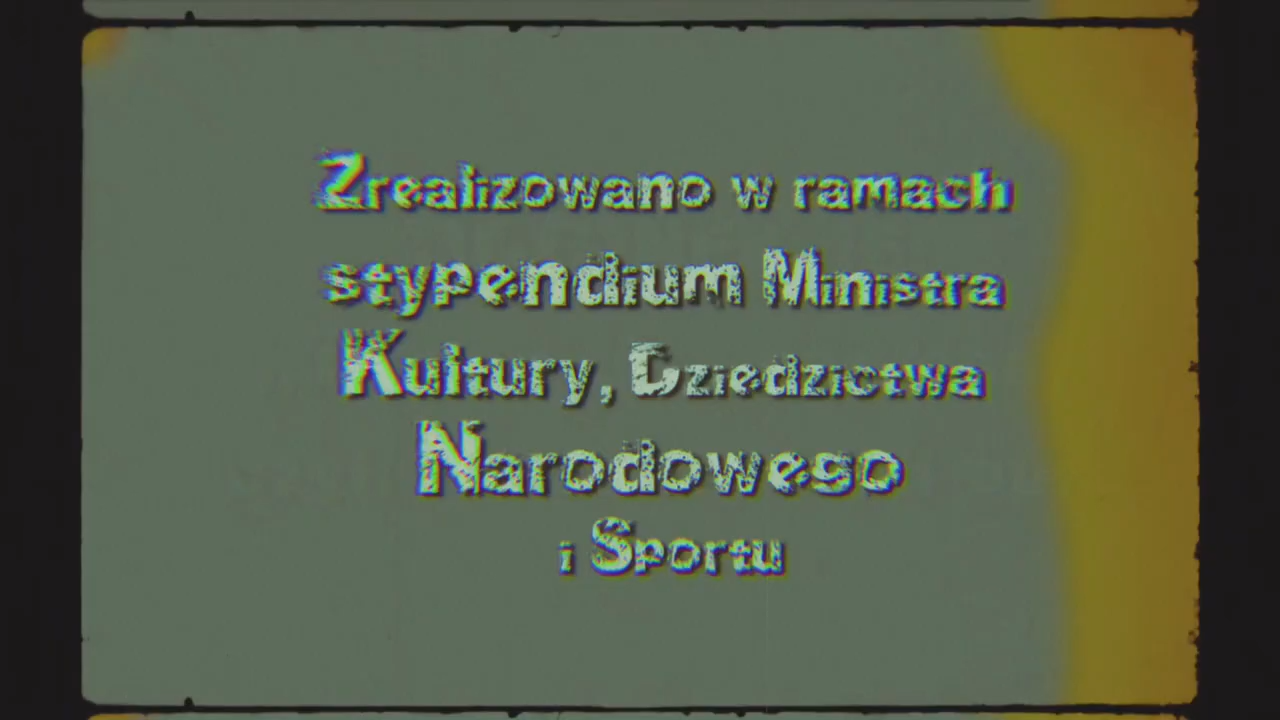 Zrealizowano w ramach
stypendium Ministra
Kultury, Dziedzictwa
Narodowego
i Sportu